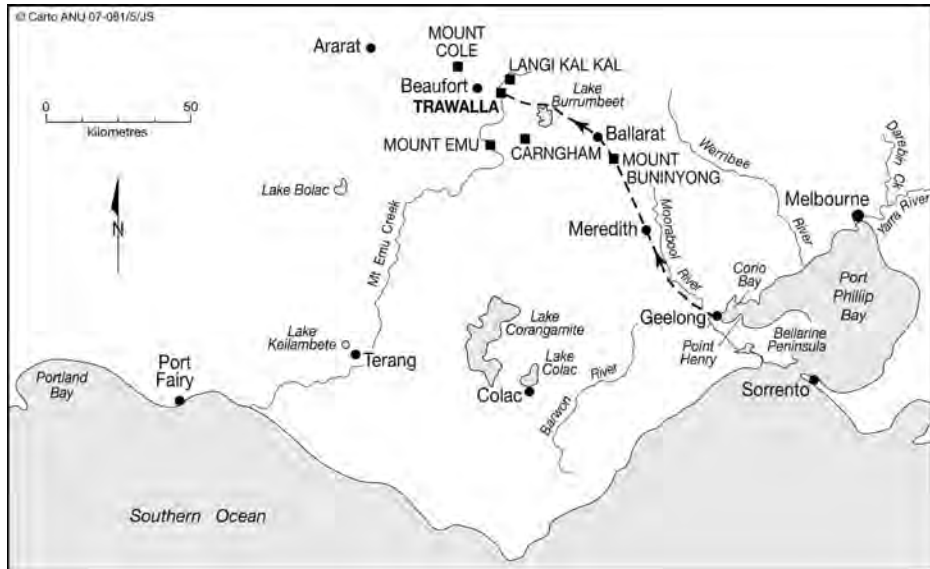 © Carto ANU 07-081/5/JS
Ararat
MOUNT
COLE
LANGI KAL KAL
Beaufort
TRAWALLA
Lake
Burrumbeet
0
50
Kilometres
Ballarat
MOUNT EMU
CARNGHAM
MOUNT
BUNINYONG
Werribee
River
Darebin Ck
Melbourne
Yarra River
Lake Bolac
N
Mt Emu Creek
Moorabool
River
Meredith
Corio
Bay
Port
Phillip
Bay
Geelong
Point
Henry
Bellarine
Peninsula
Lake
Corangamite
Lake
Keilambete
Terang
Lake
Colac
Colac
Barwon
River
Sorrento
Portland
Bay
Port
Fairy
Southern Ocean